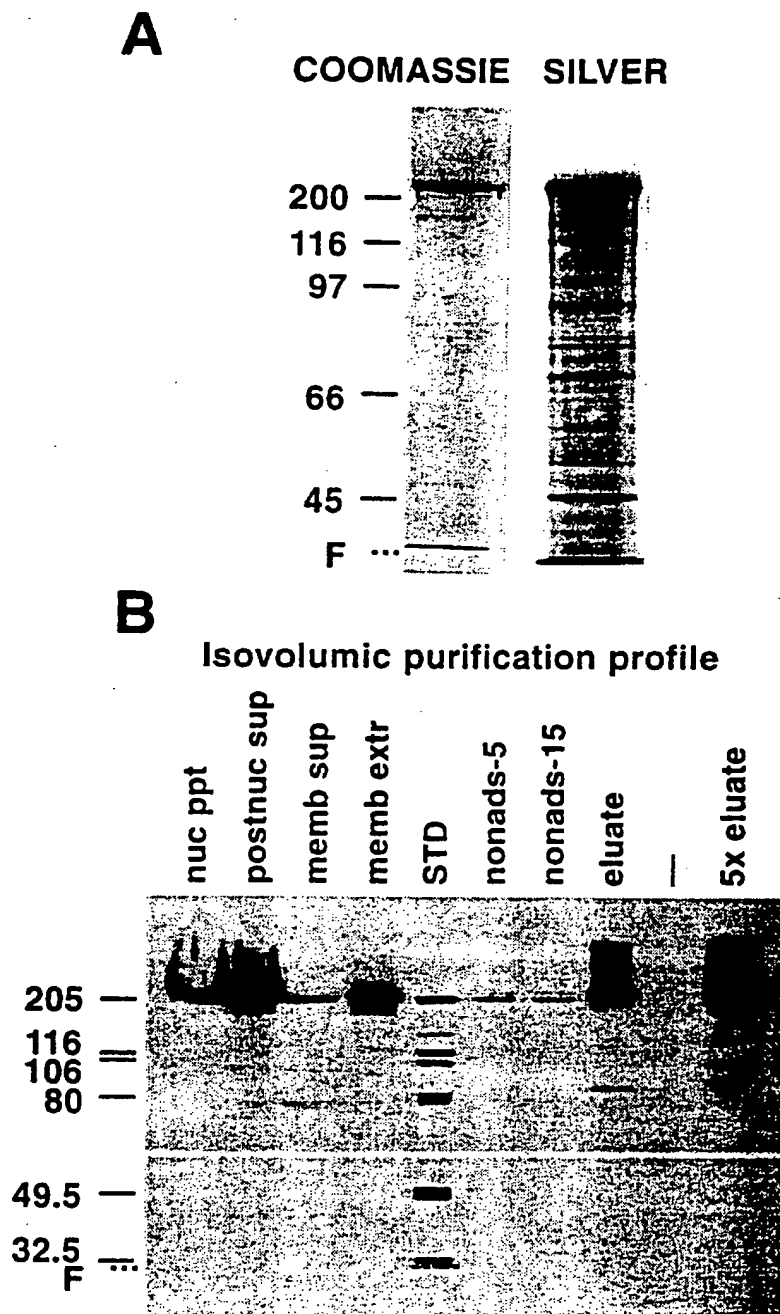 A
COOMASSIE SILVER
200
116
97
66
45
F ...
B
Isovolumic purification profile
nuc ppt
postnuc sup
memb sup
memb extr
STD
nonads-5
nonads-15
eluate
—
5x eluate
205
116
106
80
49.5
32.5
F ...